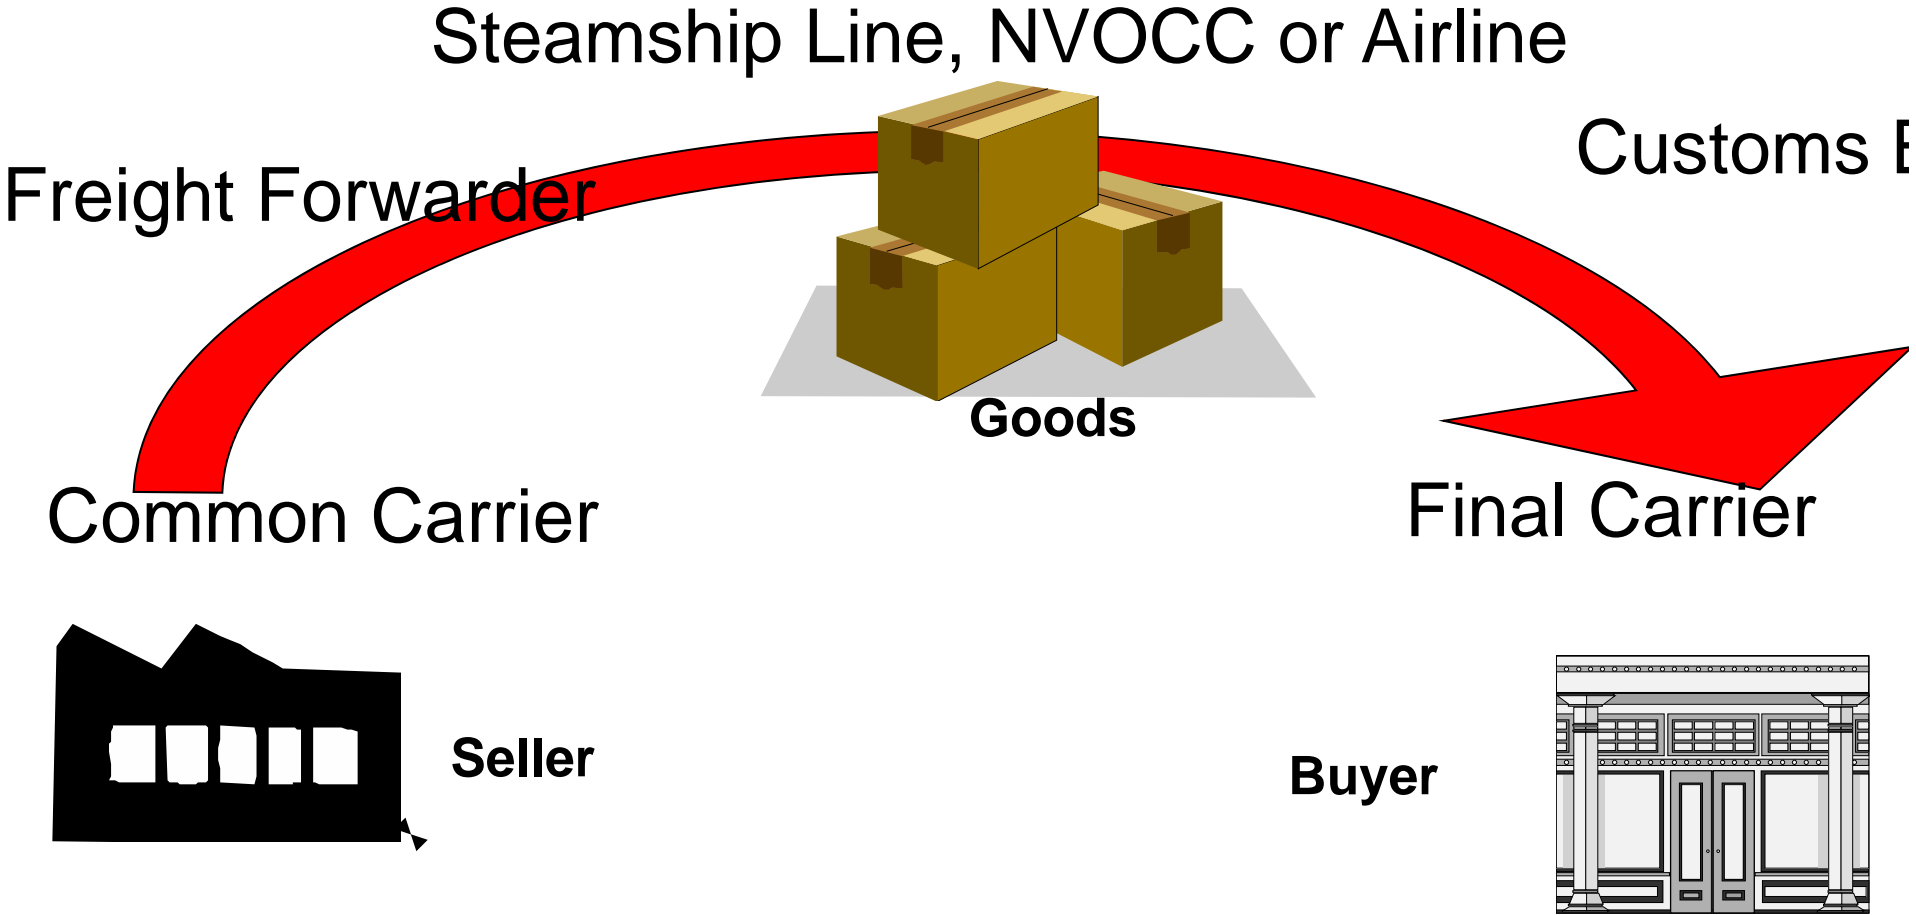 Steamship Line, NVOCC or Airline
Customs
Freight Forwarder
Goods
Common Carrier
Final Carrier
Seller
Buyer